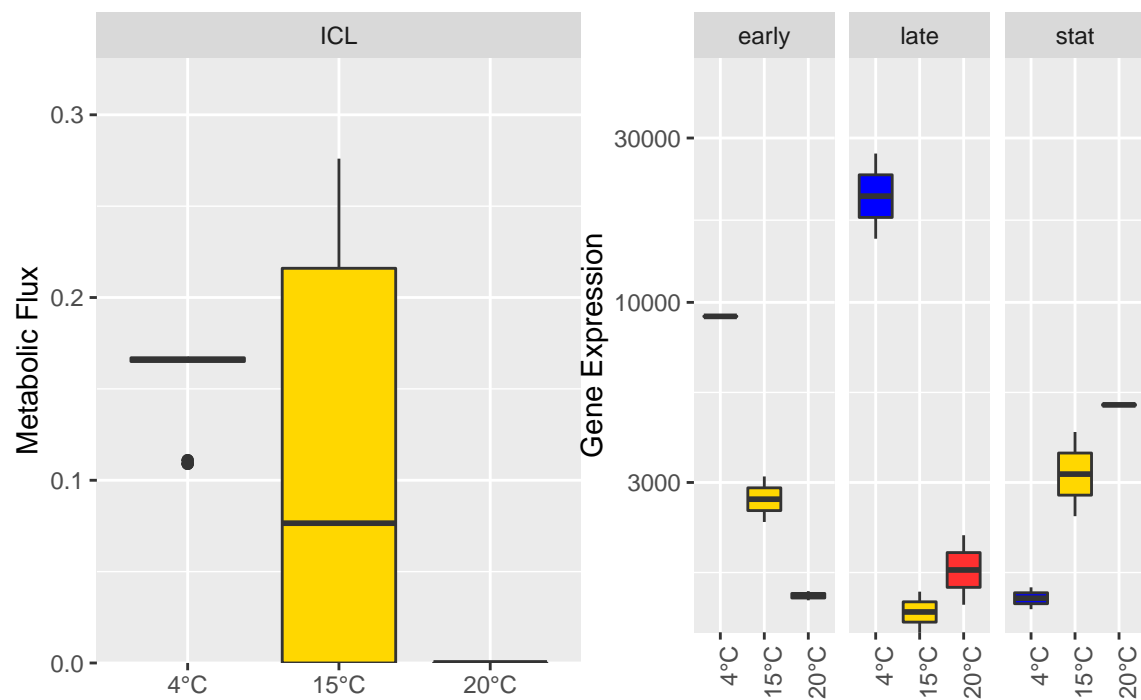 ICL
Metabolic Flux
0.3
0.2
0.1
0.0
4°C
15°C
20°C
early
late
stat
Gene Expression
30000
10000
3000
4°C
15°C
20°C
4°C
15°C
20°C
4°C
15°C
20°C